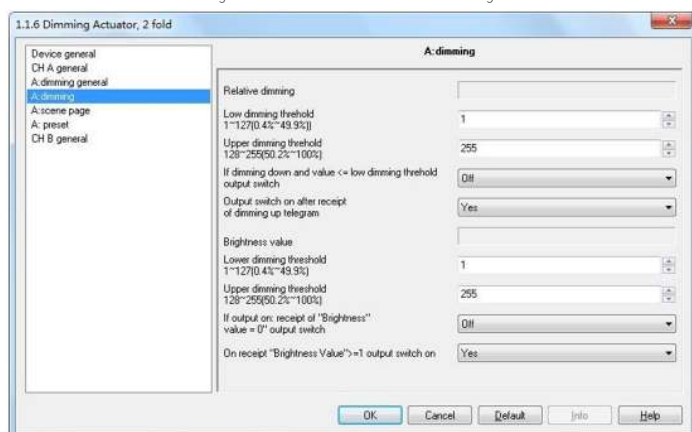 1.1.6 Dimming Actuator, 2 fold
Device general
CH A general
A:dimming general
A:dimming
A:scene page
A: preset
CH B general
A:dimming
Relative dimming
Low dimming threhold
1~127(0.4%~49.9%))
1
Upper dimming threhold
128~255(50.2%~100%)
255
If dimming down and value <= low dimming threhold
output switch
Off
Output switch on after receipt
of dimming up telegram
Yes
Brightness value
Lower dimming threshold
1~127(0.4%~49.9%)
1
Upper dimming threshold
128~255(50.2%~100%)
255
If output on: receipt of "Brightness"
value = 0" output switch
Off
On receipt "Brightness Value">=1 output switch on
Yes
OK
Cancel
Default
Info
Help